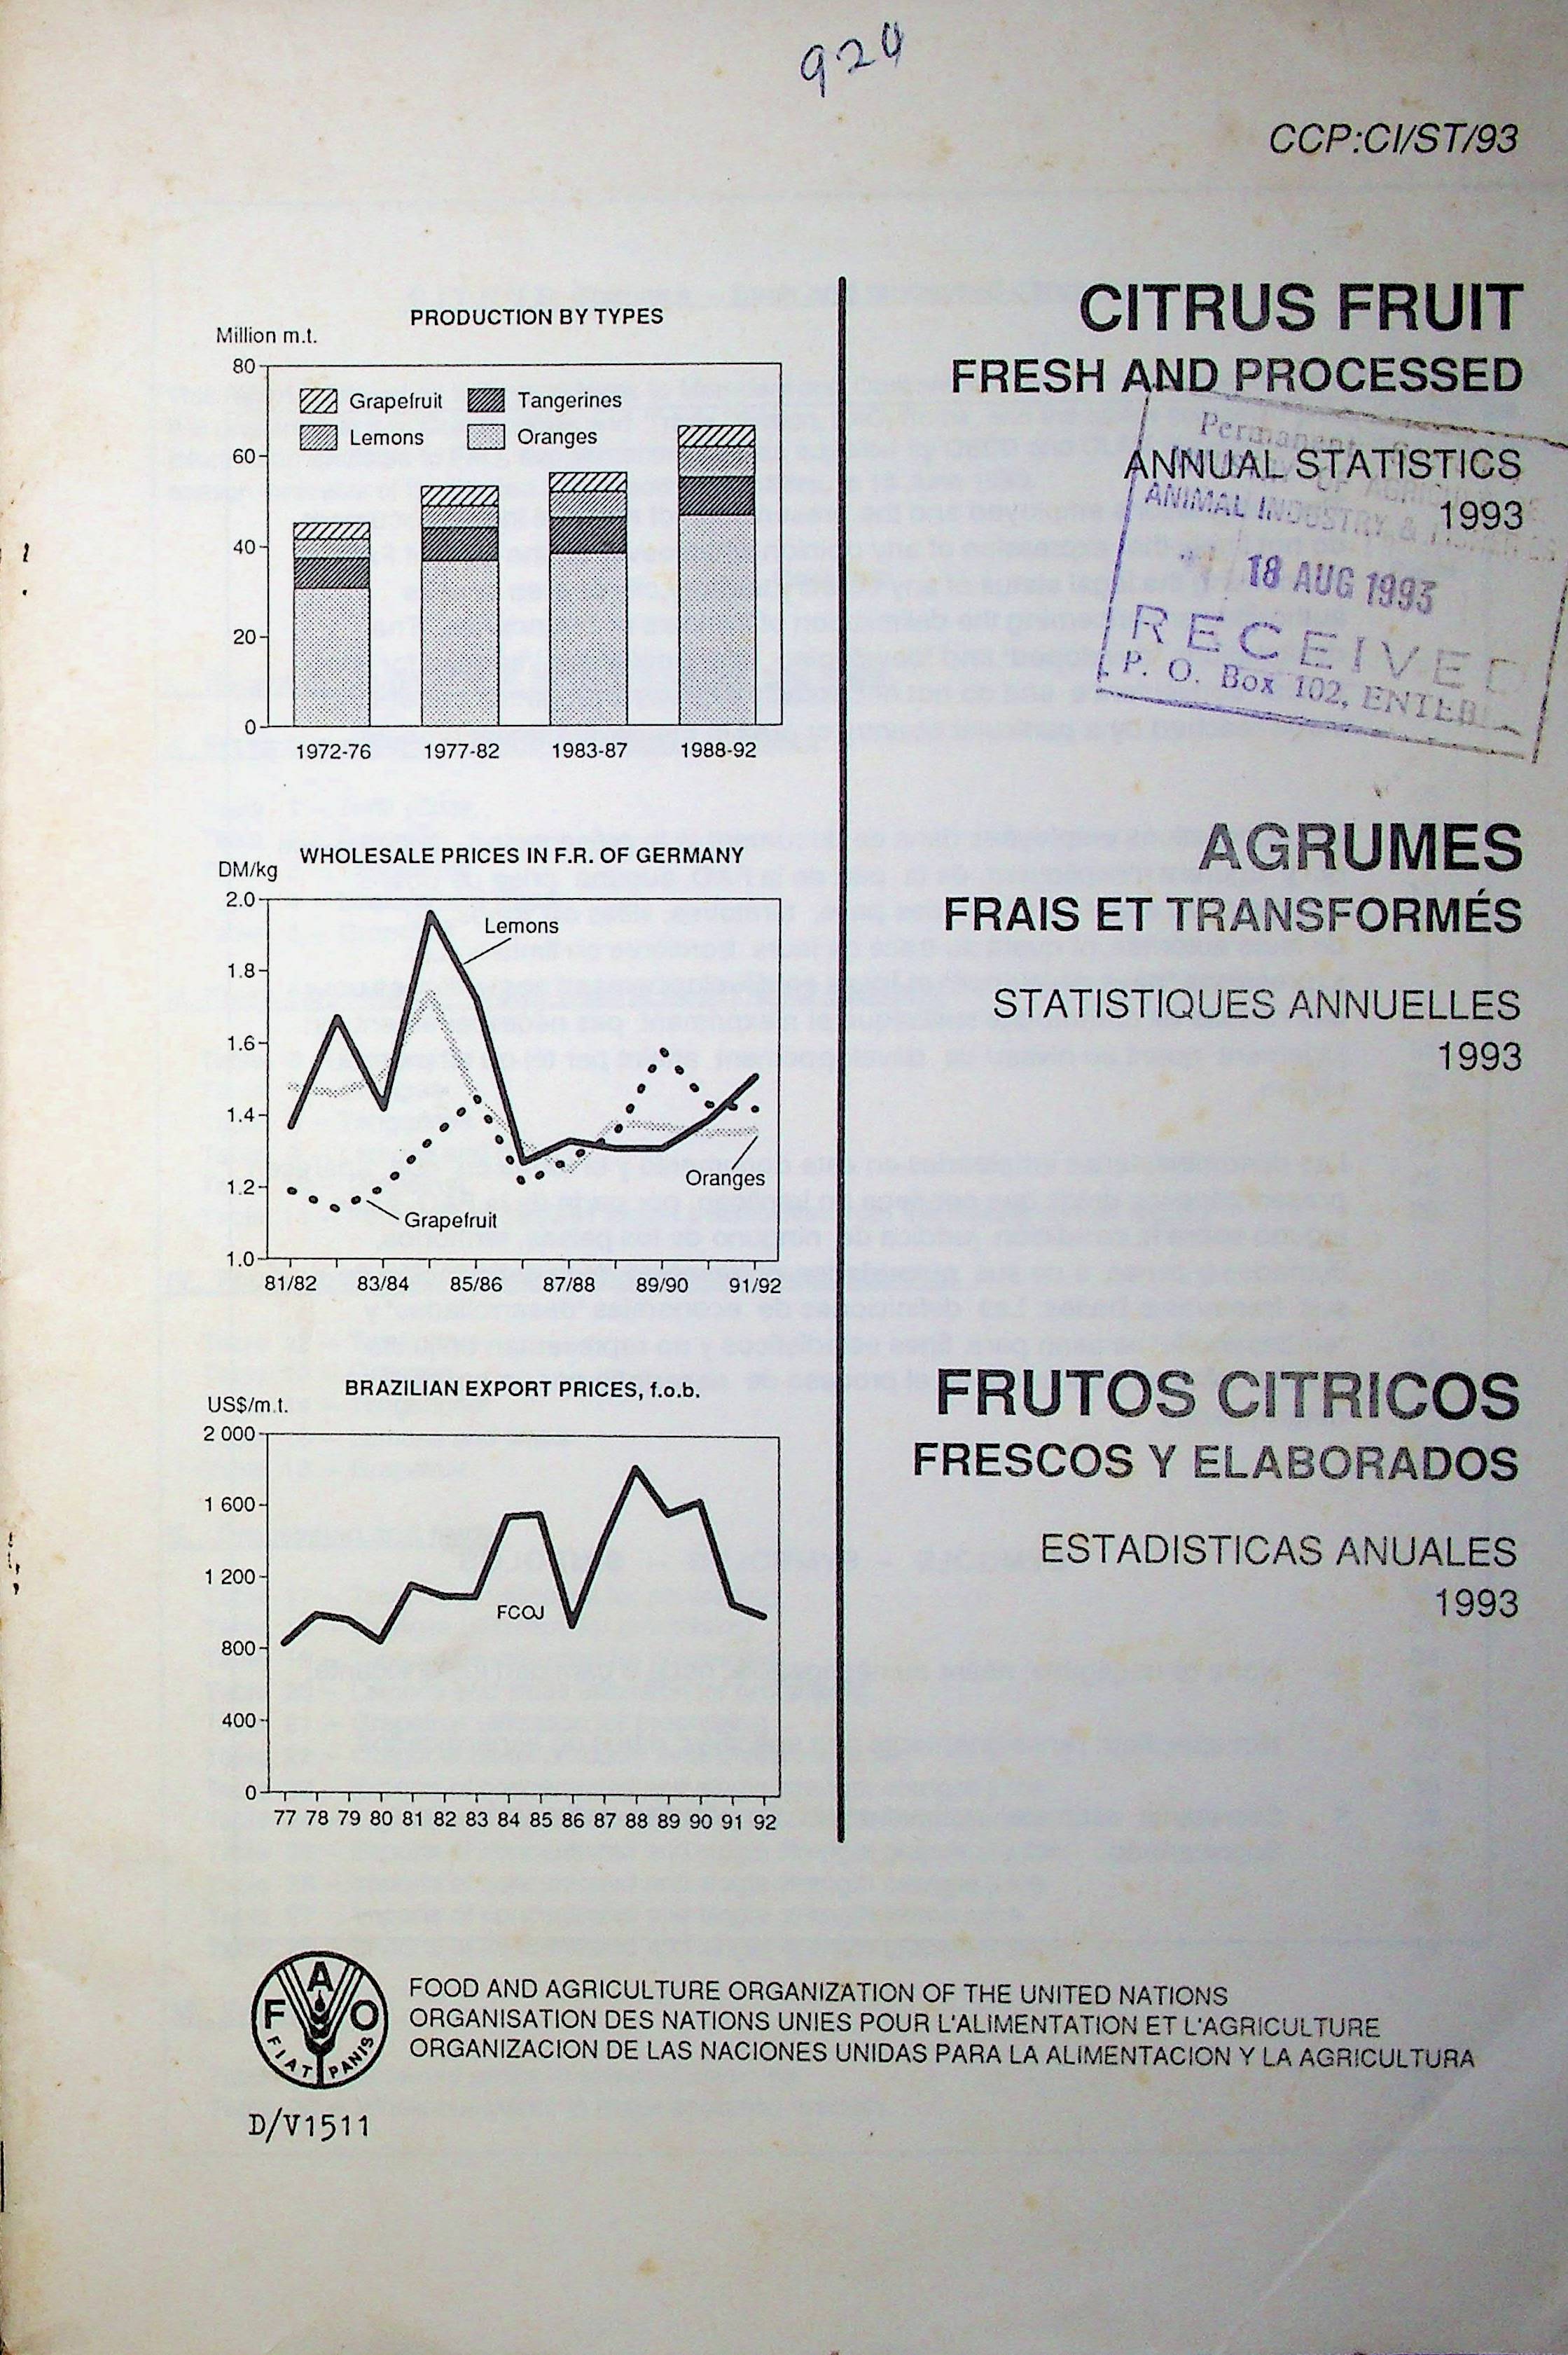 924
CCP:CI/ST/93
PRODUCTION BY TYPES
Million m.t.
80
60
40
20
0
Grapefruit
Tangerines
Lemons
Oranges
1972-76 1977-82 1983-87 1988-92
WHOLESALE PRICES IN F.R. OF GERMANY
DM/kg
2.0
1.8
1.6
1.4
1.2
1.0
Lemons
Oranges
Grapefruit
81/82 83/84 85/86 87/88 89/90 91/92
BRAZILIAN EXPORT PRICES, f.o.b.
US$/m.t.
2 000
1 600
1 200
800
400
0
FCOJ
77 78 79 80 81 82 83 84 85 86 87 88 89 90 91 92
CITRUS FRUIT
FRESH AND PROCESSED
ANNUAL STATISTICS
1993
Permanent
OF AGRICULTURE
ANIMAL INDUSTRY & FISHERIES
18 AUG 1993
RECEIVED
P. O. Box 102, ENTEBBE
AGRUMES
FRAIS ET TRANSFORMÉS
STATISTIQUES ANNUELLES
1993
FRUTOS CITRICOS
FRESCOS Y ELABORADOS
ESTADISTICAS ANUALES
1993
FAO
FIAT PANIS
FOOD AND AGRICULTURE ORGANIZATION OF THE UNITED NATIONS
ORGANISATION DES NATIONS UNIES POUR L'ALIMENTATION ET L'AGRICULTURE
ORGANIZACION DE LAS NACIONES UNIDAS PARA LA ALIMENTACION Y LA AGRICULTURA
D/V1511